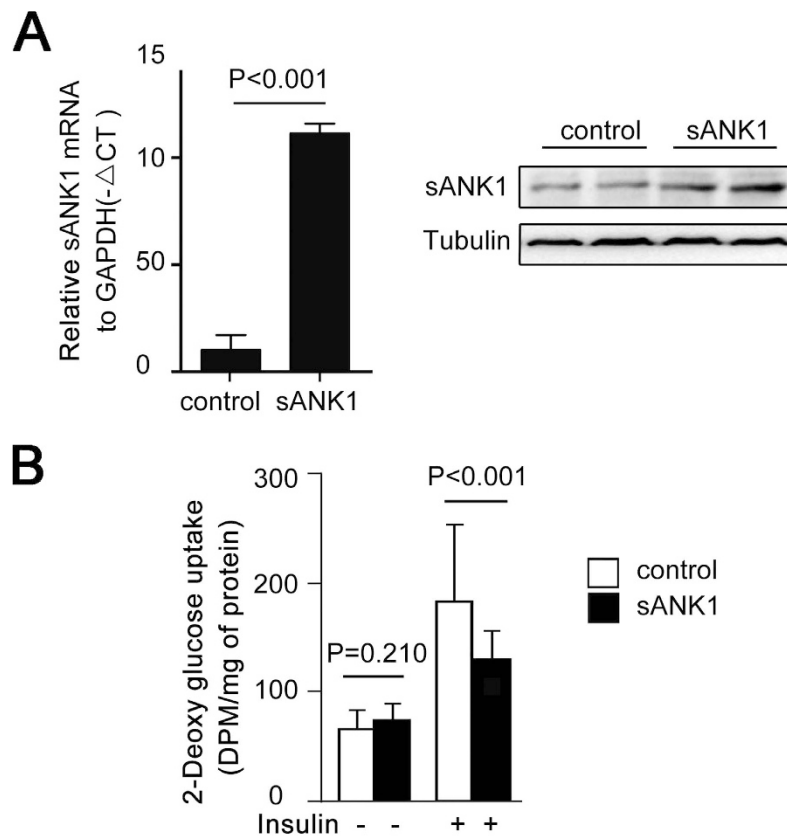 A
Relative sANK1 mRNA
to GAPDH(-△CT )
15
10
50
0
P<0.001
control sANK1
control sANK1
sANK1
Tubulin
B
2-Deoxy glucose uptake
(DPM/mg of protein)
300
200
100
0
P=0.210
P<0.001
control
sANK1
Insulin - - + +